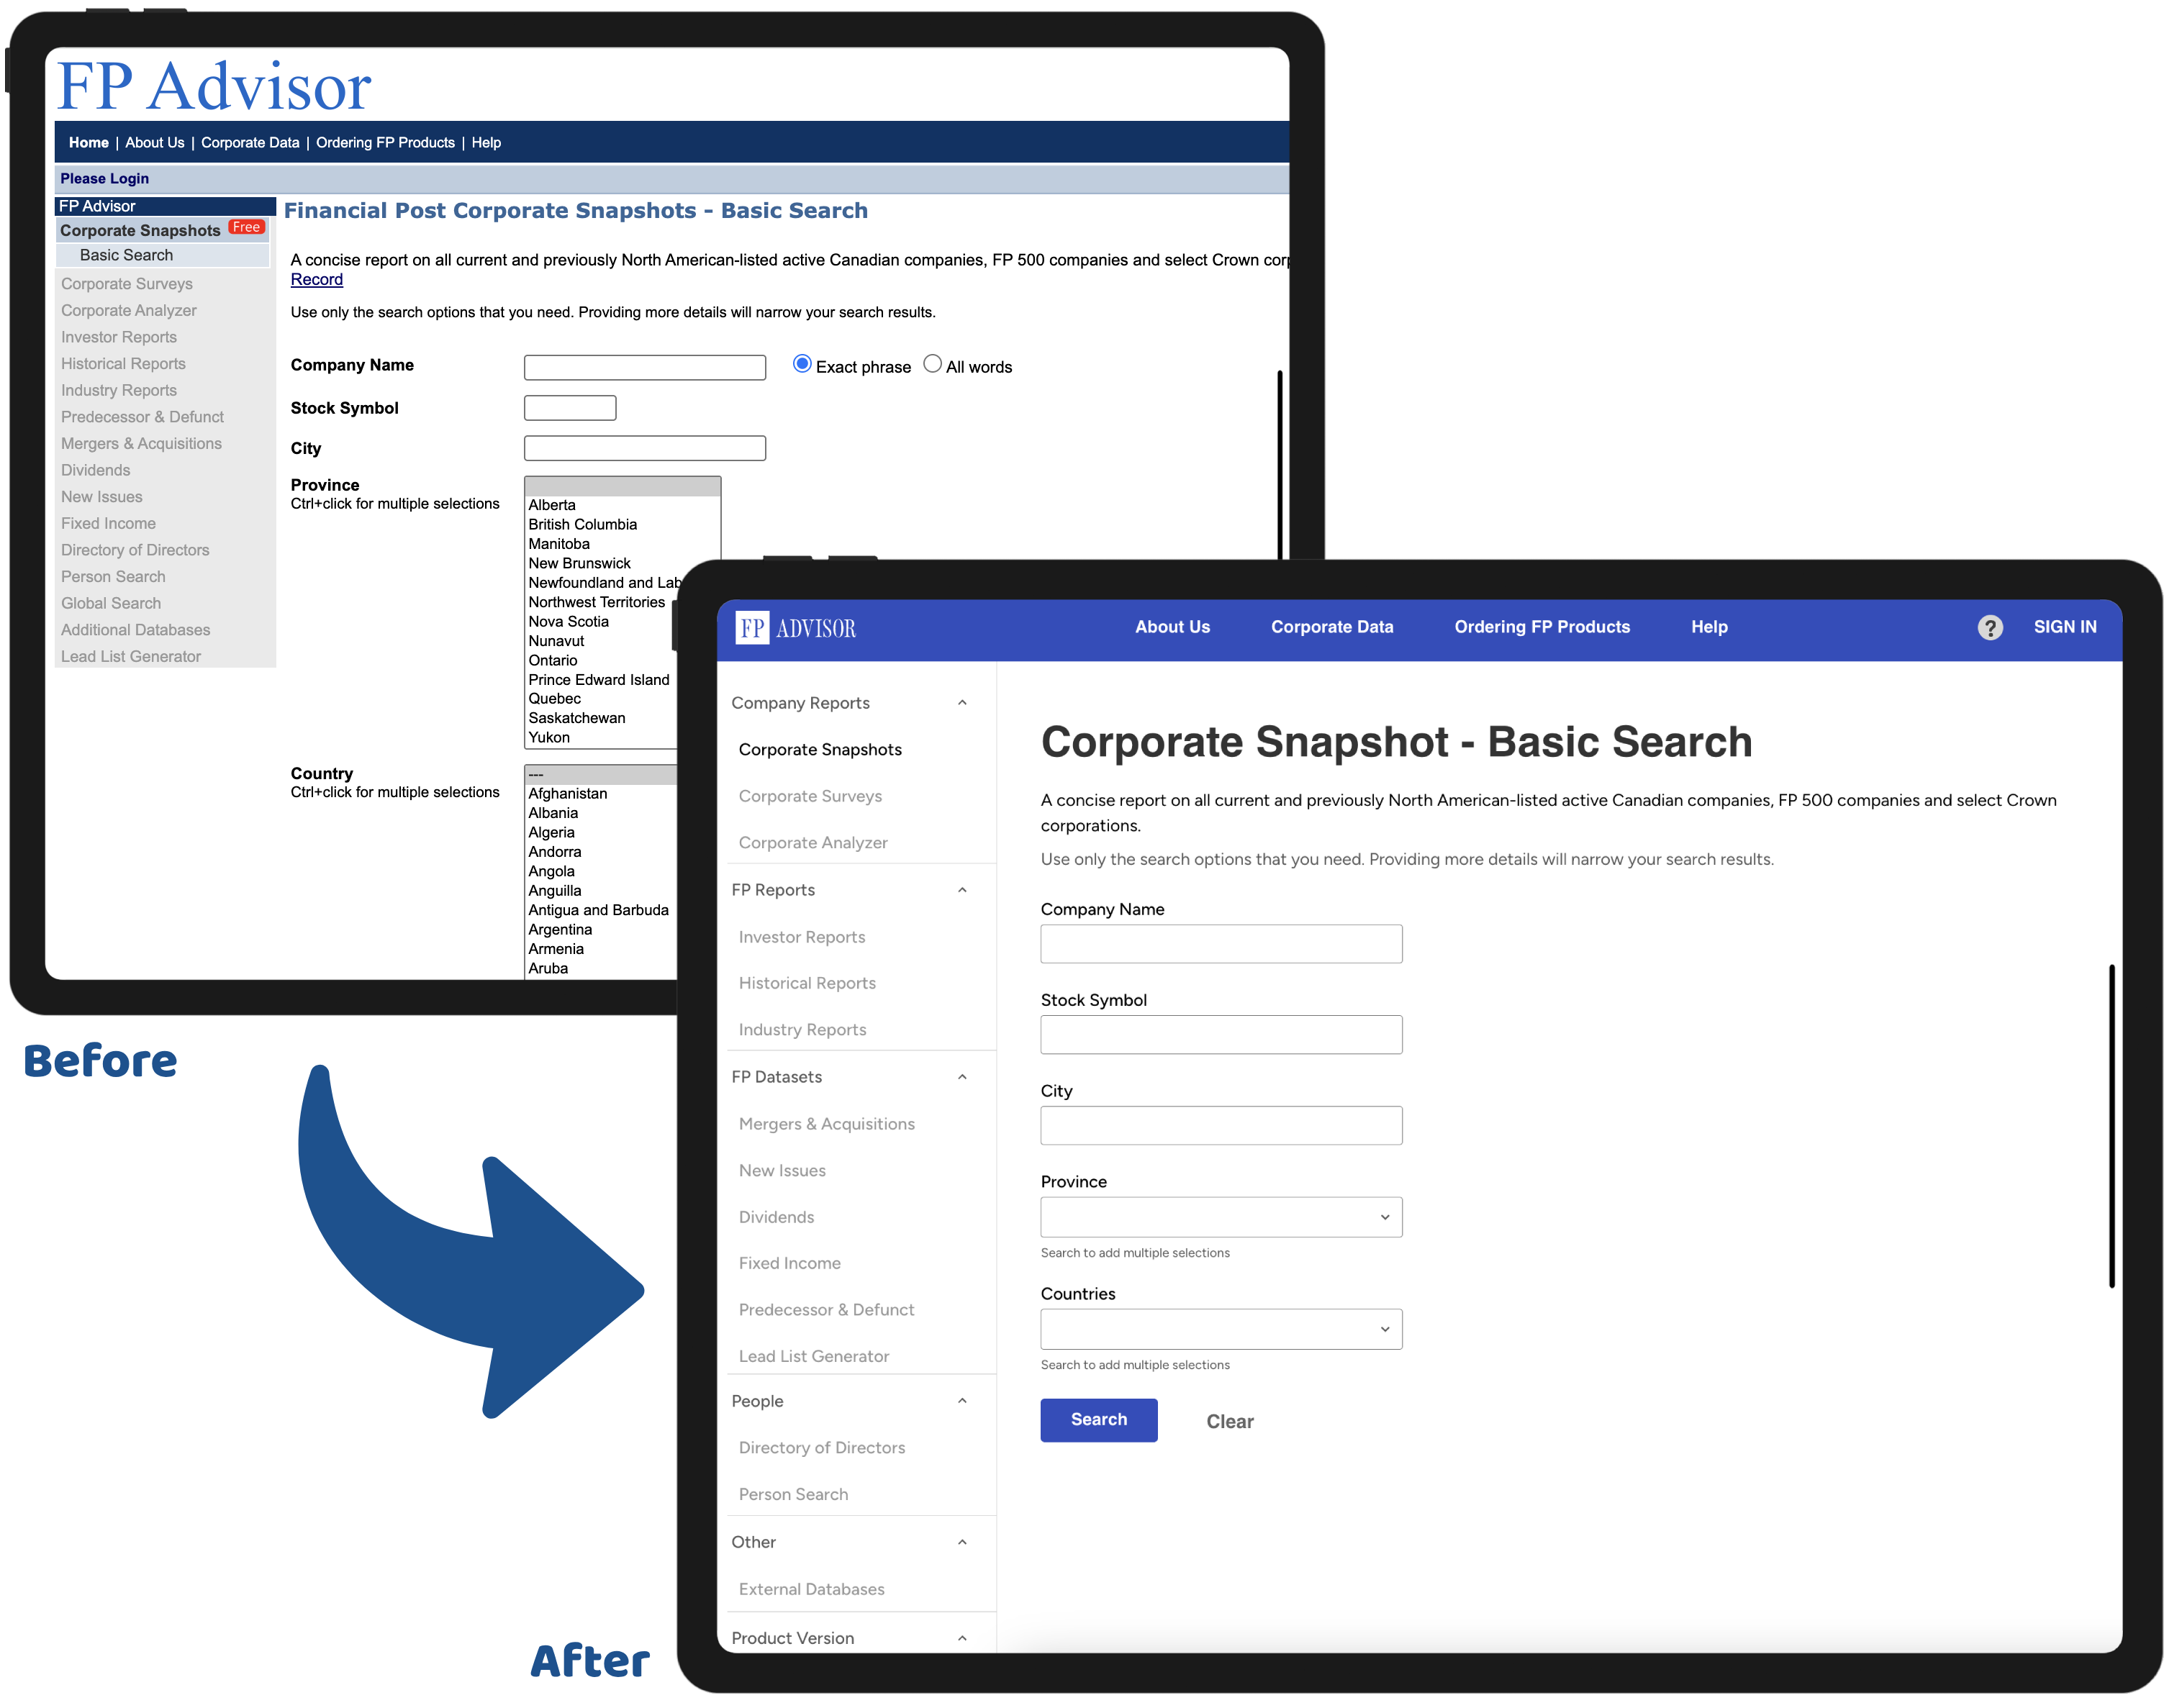 FP Advisor
Home | About Us | Corporate Data | Ordering FP Products | Help
Please Login
FP Advisor
Corporate Snapshots Free
Basic Search
Corporate Surveys
Corporate Analyzer
Investor Reports
Historical Reports
Industry Reports
Predecessor & Defunct
Mergers & Acquisitions
Dividends
New Issues
Fixed Income
Directory of Directors
Person Search
Global Search
Additional Databases
Lead List Generator
Financial Post Corporate Snapshots - Basic Search
A concise report on all current and previously North American-listed active Canadian companies, FP 500 companies and select Crown
Record
Use only the search options that you need. Providing more details will narrow your search results.
Company Name
Exact phrase All words
Stock Symbol
City
Province
Ctrl+click for multiple selections
Alberta
British Columbia
Manitoba
New Brunswick
Newfoundland and Lab
Northwest Territories
Nova Scotia
Nunavut
Ontario
Prince Edward Island
Quebec
Saskatchewan
Yukon
Country
Ctrl+click for multiple selections
---
Afghanistan
Albania
Algeria
Andorra
Angola
Anguilla
Antigua and Barbuda
Argentina
Armenia
Aruba
Before
FP ADVISOR
About Us Corporate Data Ordering FP Products Help ? SIGN IN
Company Reports
Corporate Snapshots
Corporate Surveys
Corporate Analyzer
FP Reports
Investor Reports
Historical Reports
Industry Reports
FP Datasets
Mergers & Acquisitions
New Issues
Dividends
Fixed Income
Predecessor & Defunct
Lead List Generator
People
Directory of Directors
Person Search
Other
External Databases
Product Version
Corporate Snapshot - Basic Search
A concise report on all current and previously North American-listed active Canadian companies, FP 500 companies and select Crown
corporations.
Use only the search options that you need. Providing more details will narrow your search results.
Company Name
Stock Symbol
City
Province
Search to add multiple selections
Countries
Search to add multiple selections
Search Clear
After